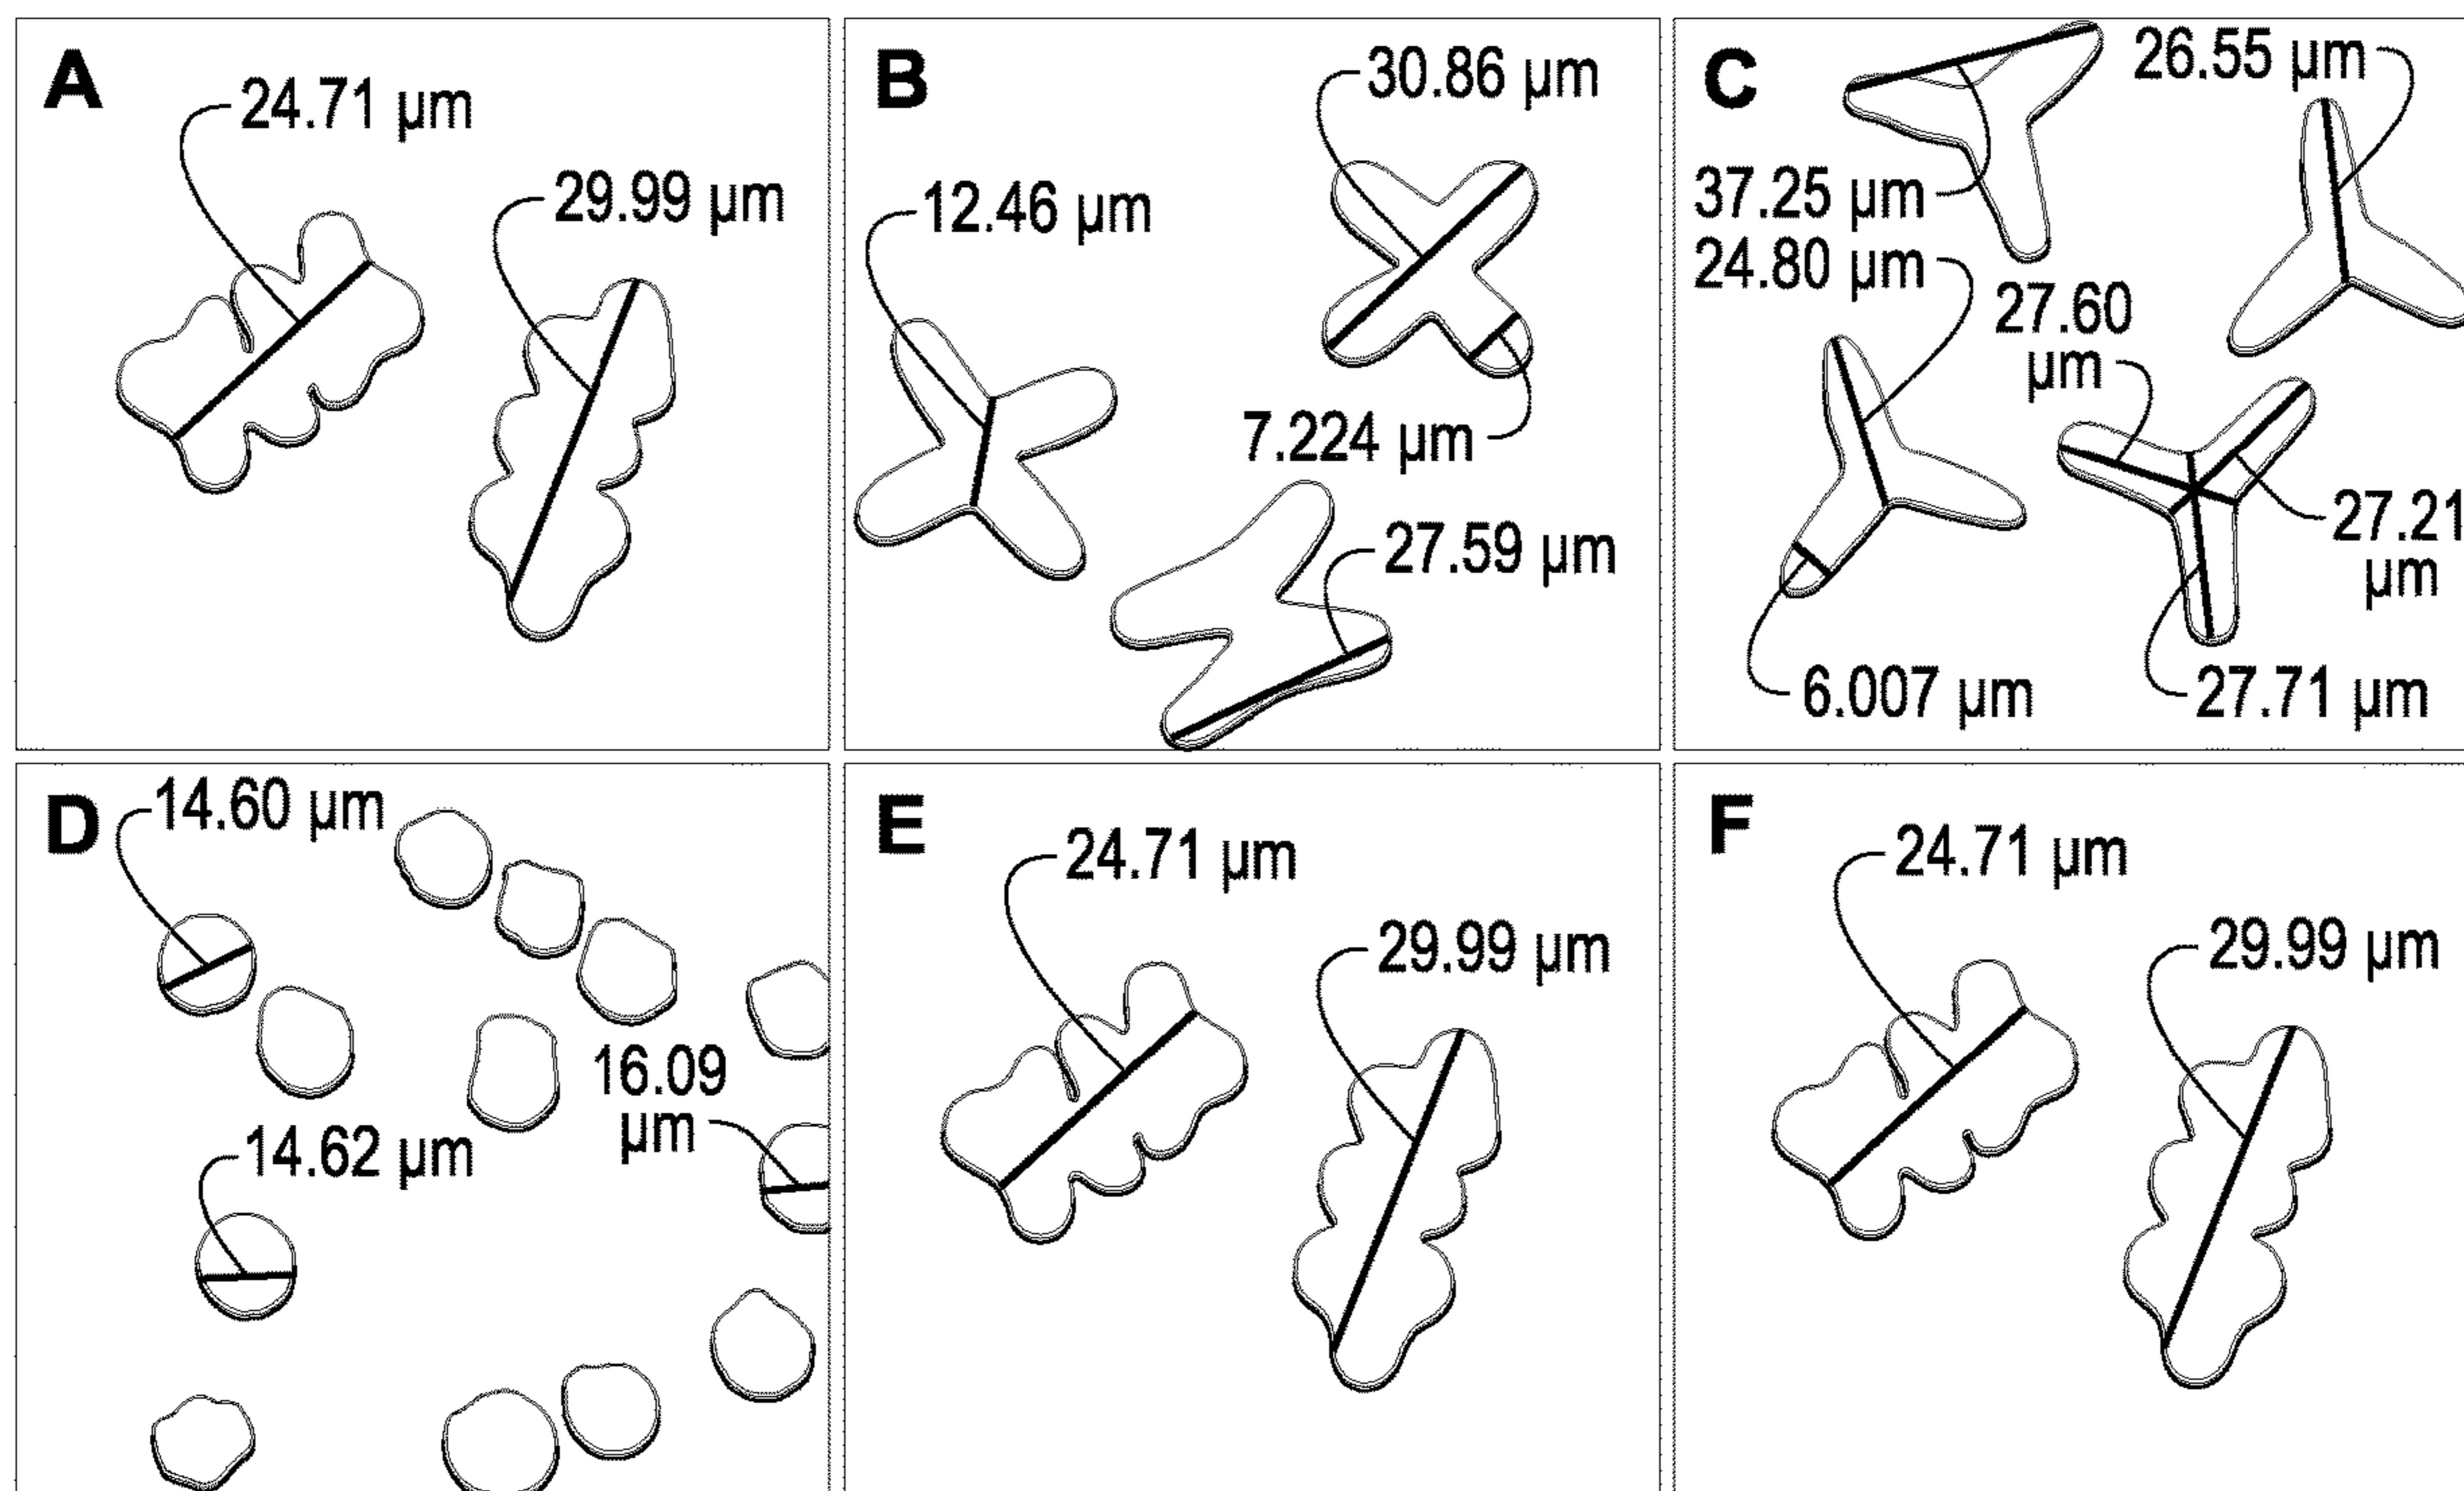 A
24.71 µm
29.99 µm
B
30.86 µm
12.46 µm
7.224 µm
27.59 µm
C
26.55 µm
37.25 µm
24.80 µm
27.60
µm
27.21
µm
6.007 µm
27.71 µm
D
14.60 µm
16.09
µm
14.62 µm
E
24.71 µm
29.99 µm
F
24.71 µm
29.99 µm